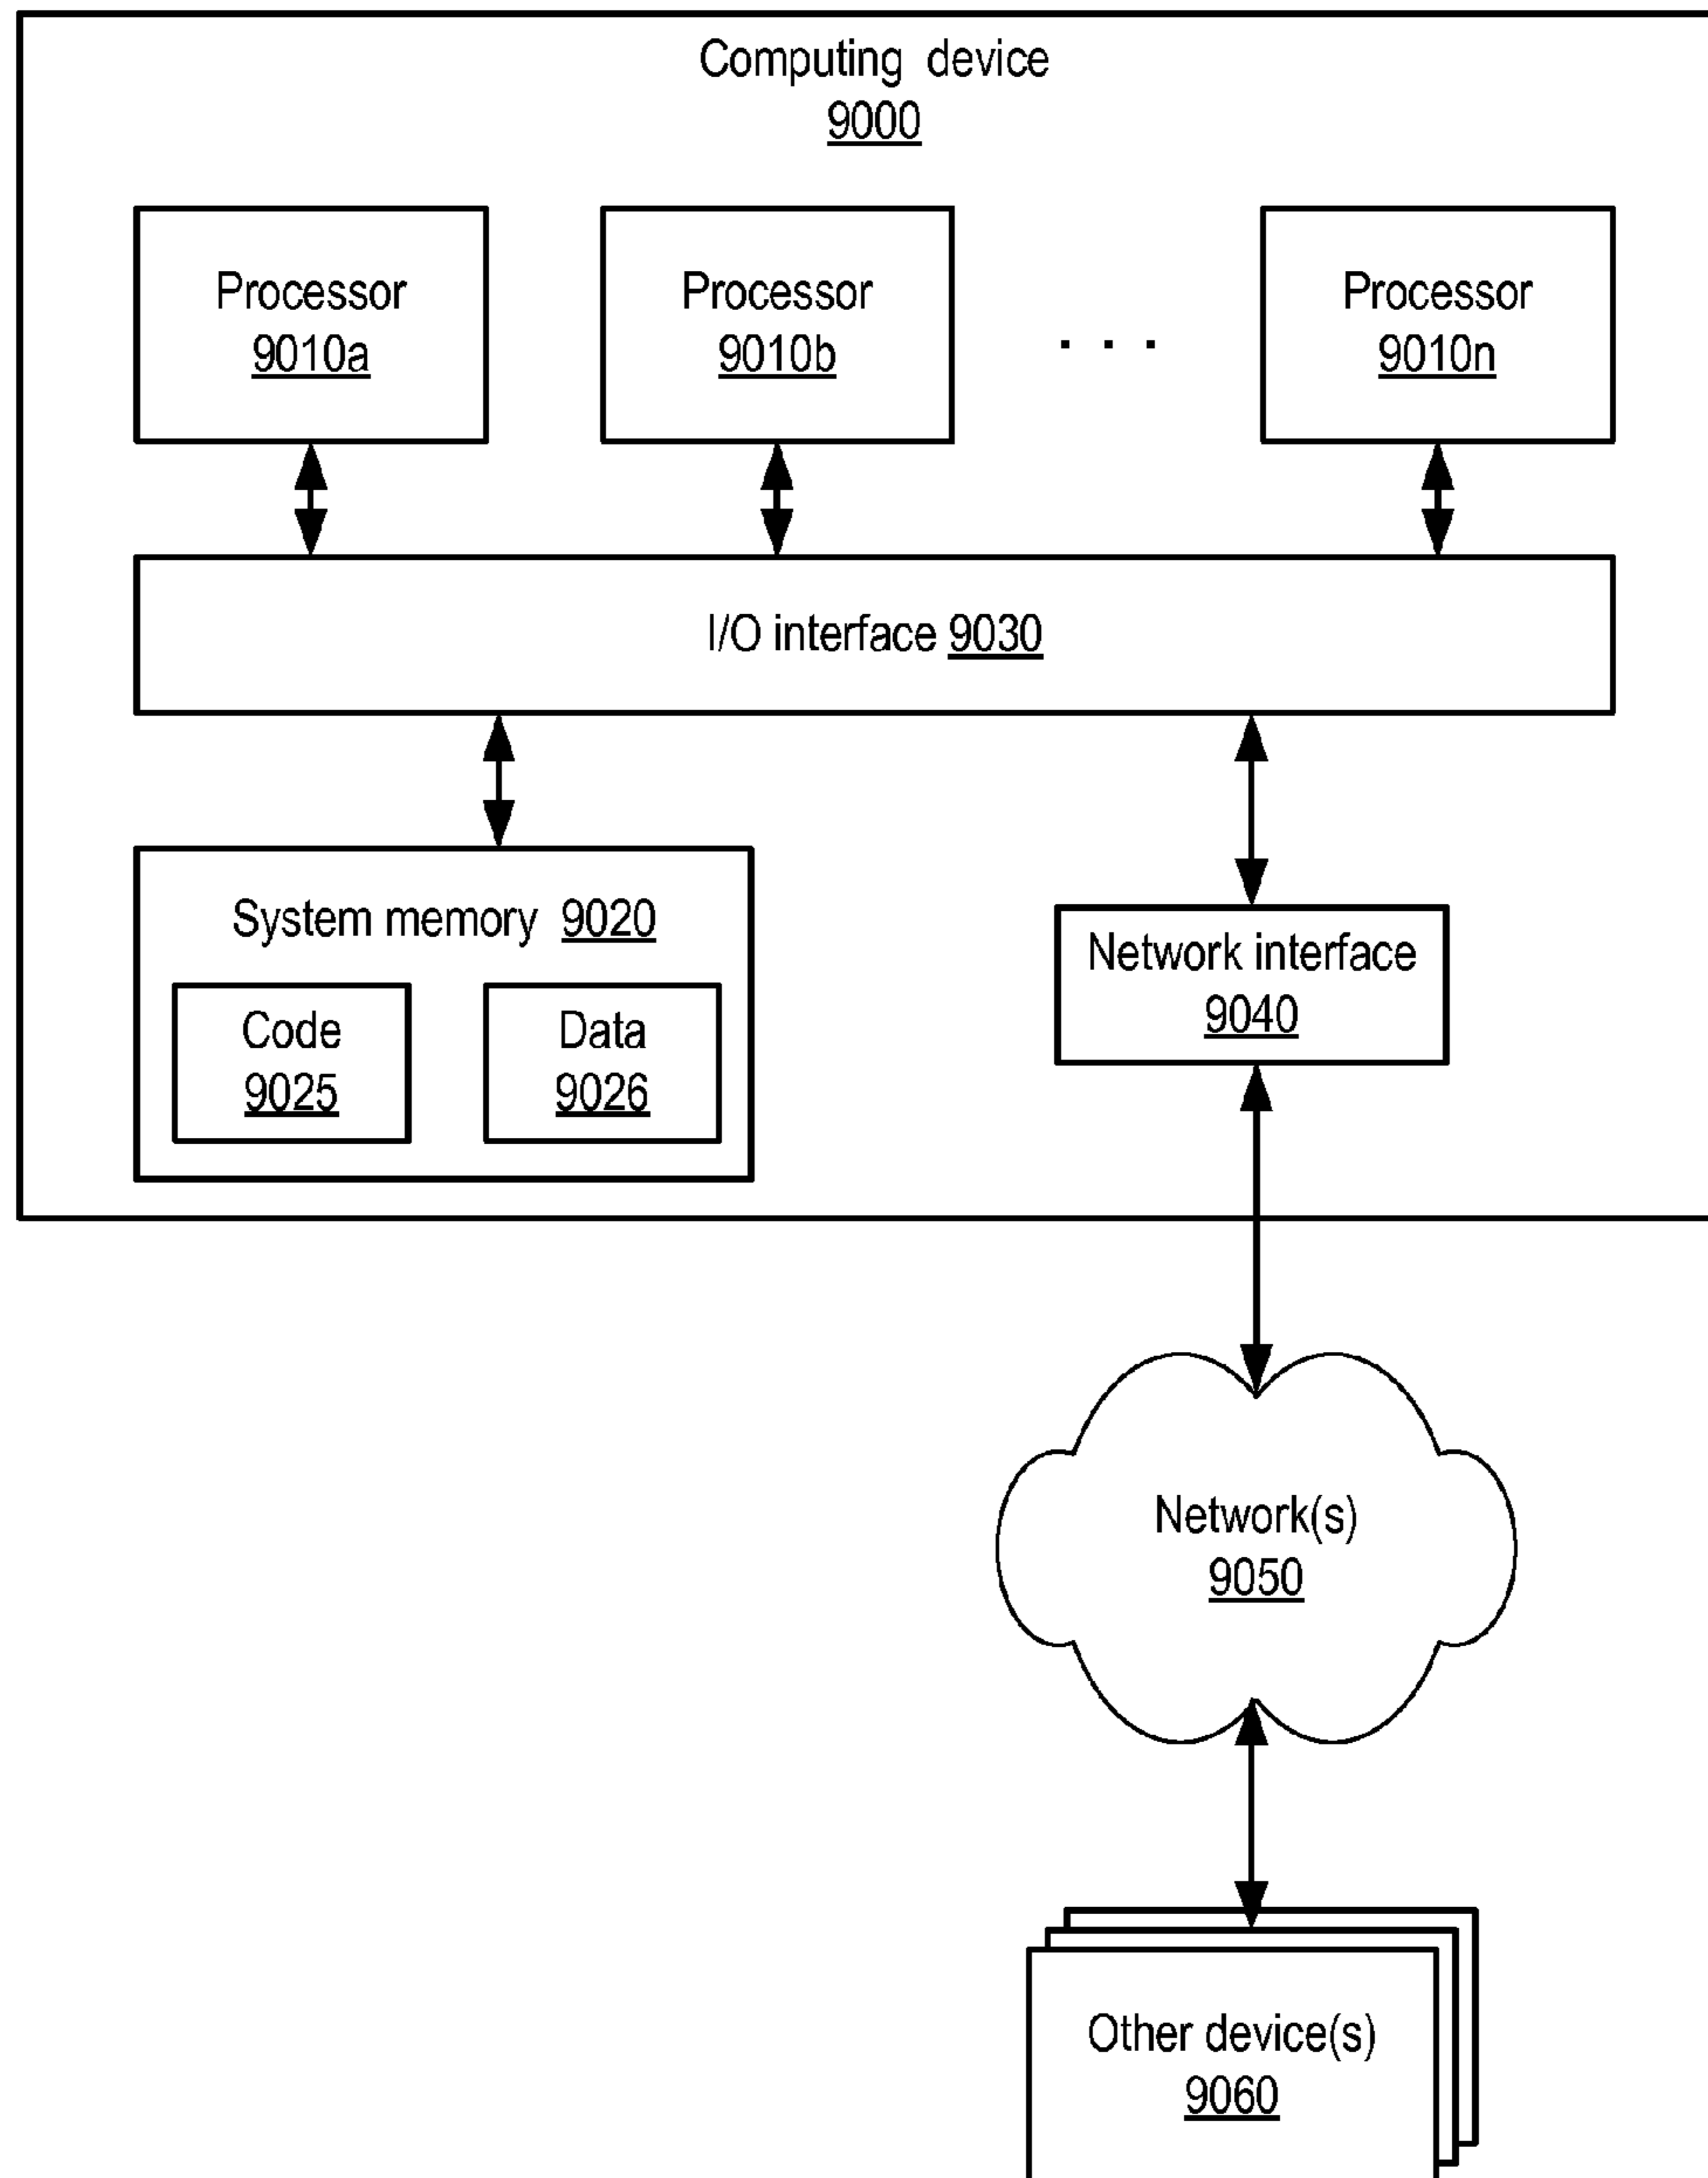 Computing device
9000
Processor
9010a
Processor
9010b
. . .
Processor
9010n
I/O interface 9030
System memory 9020
Code
9025
Data
9026
Network interface
9040
Network(s)
9050
Other device(s)
9060